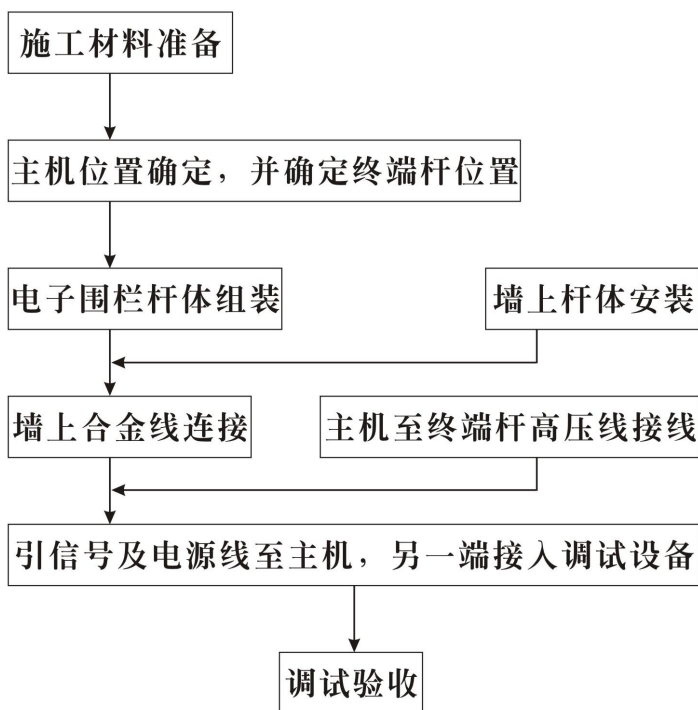 施工材料准备
主机位置确定，并确定终端杆位置
电子围栏杆体组装
墙上杆体安装
墙上合金线连接
主机至终端杆高压线接线
引信号及电源线至主机，另一端接入调试设备
调试验收